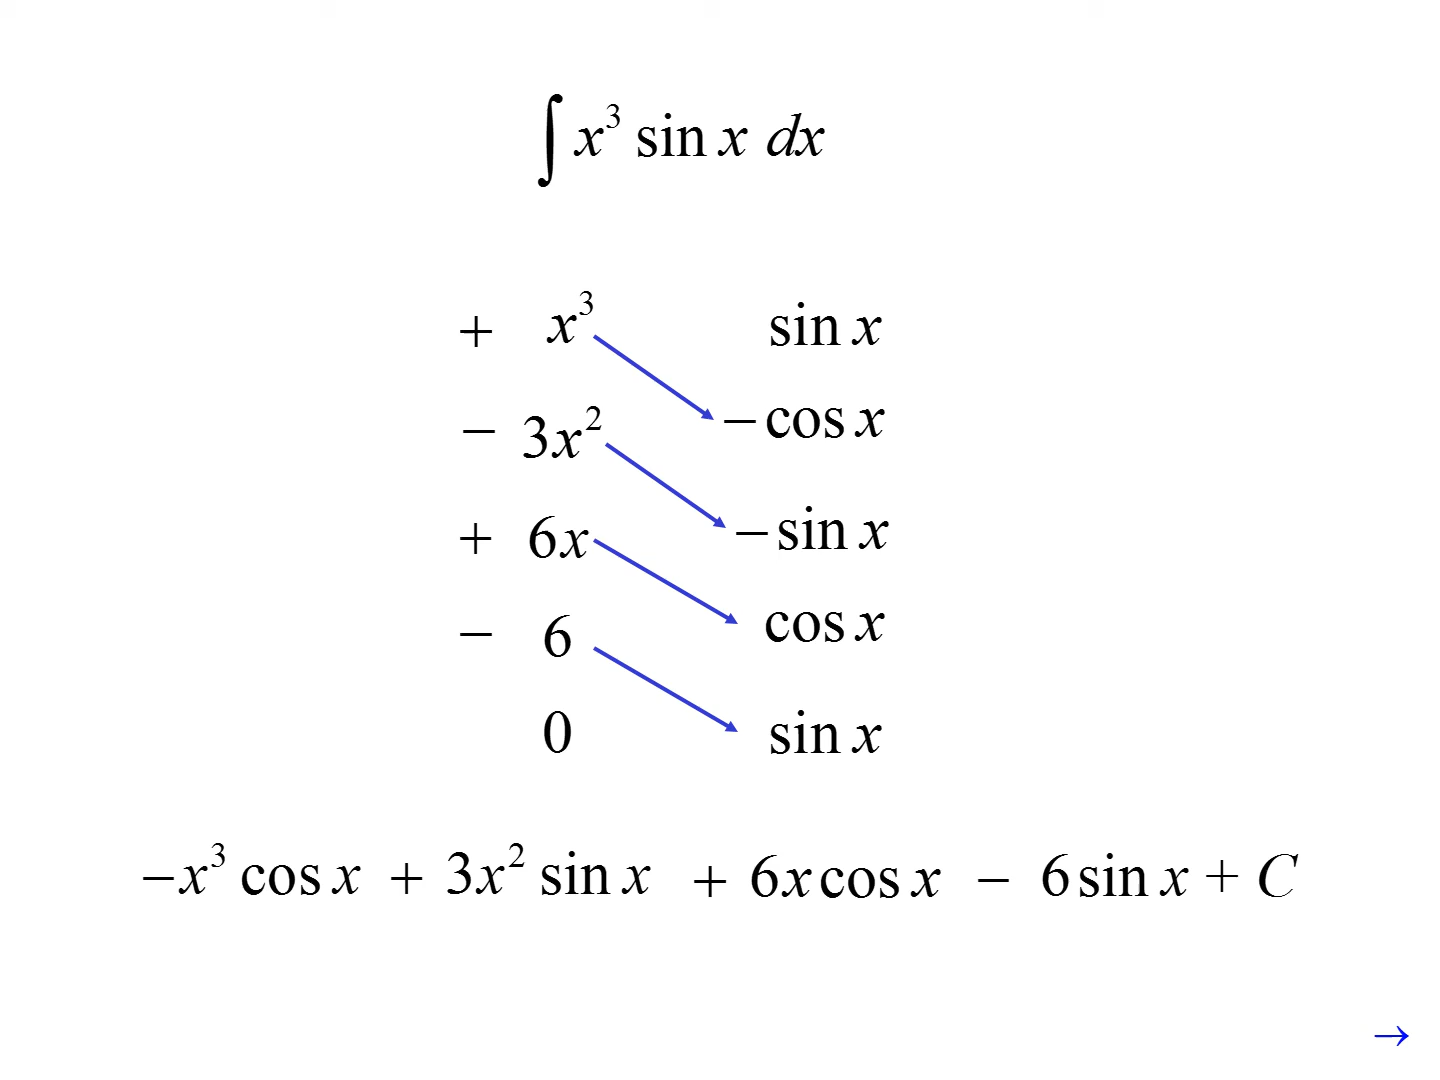 ∫ x³ sin x dx
+ x³ sin x
− 3x² − cos x
+ 6x − sin x
− 6 cos x
0 sin x
−x³ cos x + 3x² sin x + 6x cos x − 6 sin x + C
→